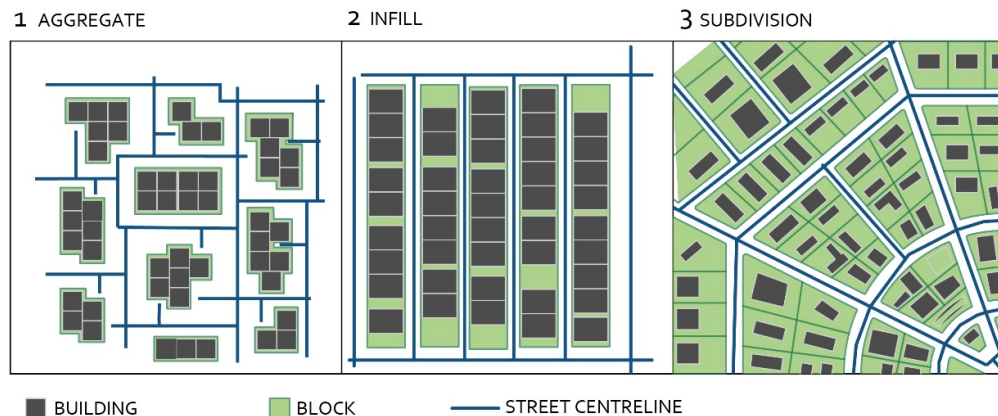 1 AGGREGATE
2 INFILL
3 SUBDIVISION
BUILDING
BLOCK
STREET CENTRELINE